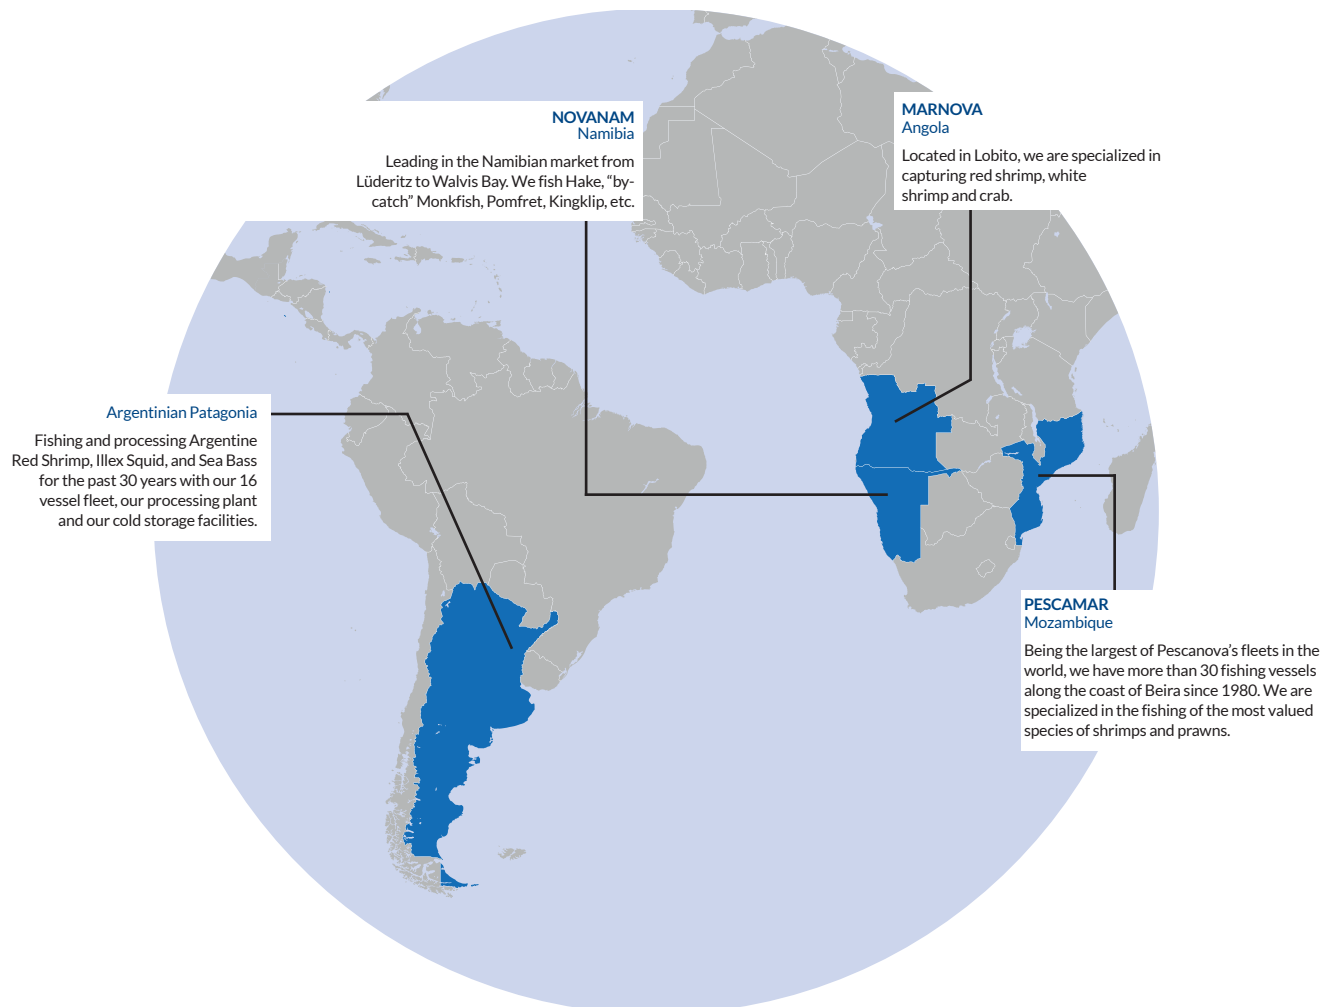 NOVANAM
Namibia
Leading in the Namibian market from
Lüderitz to Walvis Bay. We fish Hake, “by-
catch” Monkfish, Pomfret, Kingklip, etc.
MARNOVA
Angola
Located in Lobito, we are specialized in
capturing red shrimp, white
shrimp and crab.
Argentinian Patagonia
Fishing and processing Argentine
Red Shrimp, Illex Squid, and Sea Bass
for the past 30 years with our 16
vessel fleet, our processing plant
and our cold storage facilities.
PESCAMAR
Mozambique
Being the largest of Pescanova’s fleets in the
world, we have more than 30 fishing vessels
along the coast of Beira since 1980. We are
specialized in the fishing of the most valued
species of shrimps and prawns.